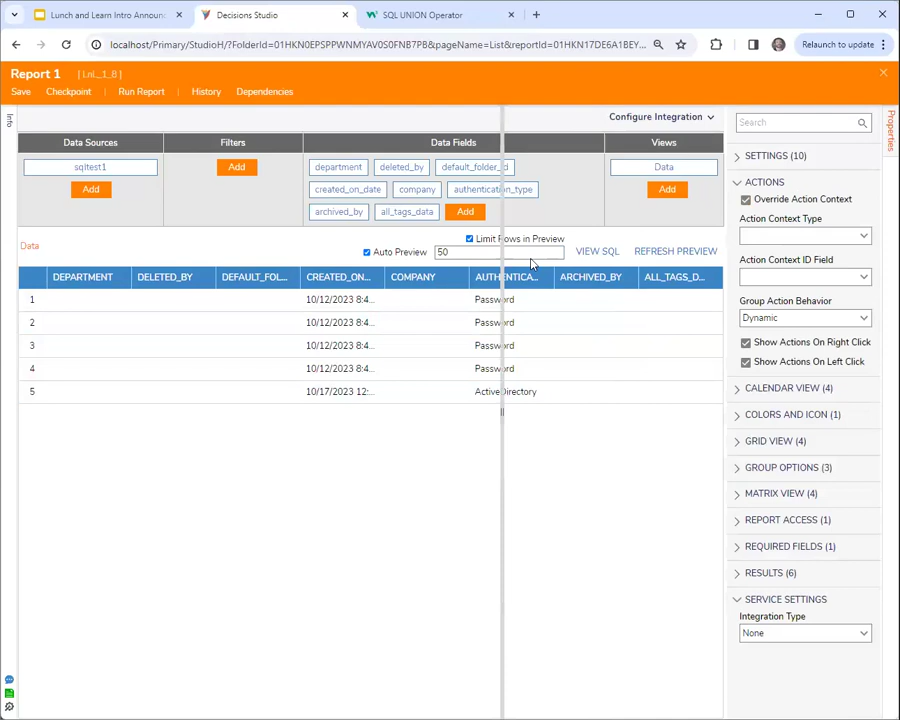 Lunch and Learn Intro Announc
Decisions Studio
SQL UNION Operator
localhost/Primary/StudioH/?FolderId=01HKN0EPSPPWNMYAV0S0FNB7PB&pageName=List&reportId=01HKN17DE6A1BEY...
Relaunch to update
Report 1 [ LnL_1_8 ]
Save Checkpoint Run Report History Dependencies
Info
Configure Integration
Data Sources Filters Data Fields Views
sqltest1 Add department deleted_by default_folder_id Data
Add created_on_date company authentication_type Add
archived_by all_tags_data Add
Data
Limit Rows in Preview
Auto Preview 50 VIEW SQL REFRESH PREVIEW
DEPARTMENT DELETED_BY DEFAULT_FOL... CREATED_ON... COMPANY AUTHENTICA... ARCHIVED_BY ALL_TAGS_D...
1 10/12/2023 8:4... Password
2 10/12/2023 8:4... Password
3 10/12/2023 8:4... Password
4 10/12/2023 8:4... Password
5 10/17/2023 12:... ActiveDirectory
Properties
Search
SETTINGS (10)
ACTIONS
Override Action Context
Action Context Type
Action Context ID Field
Group Action Behavior
Dynamic
Show Actions On Right Click
Show Actions On Left Click
CALENDAR VIEW (4)
COLORS AND ICON (1)
GRID VIEW (4)
GROUP OPTIONS (3)
MATRIX VIEW (4)
REPORT ACCESS (1)
REQUIRED FIELDS (1)
RESULTS (6)
SERVICE SETTINGS
Integration Type
None